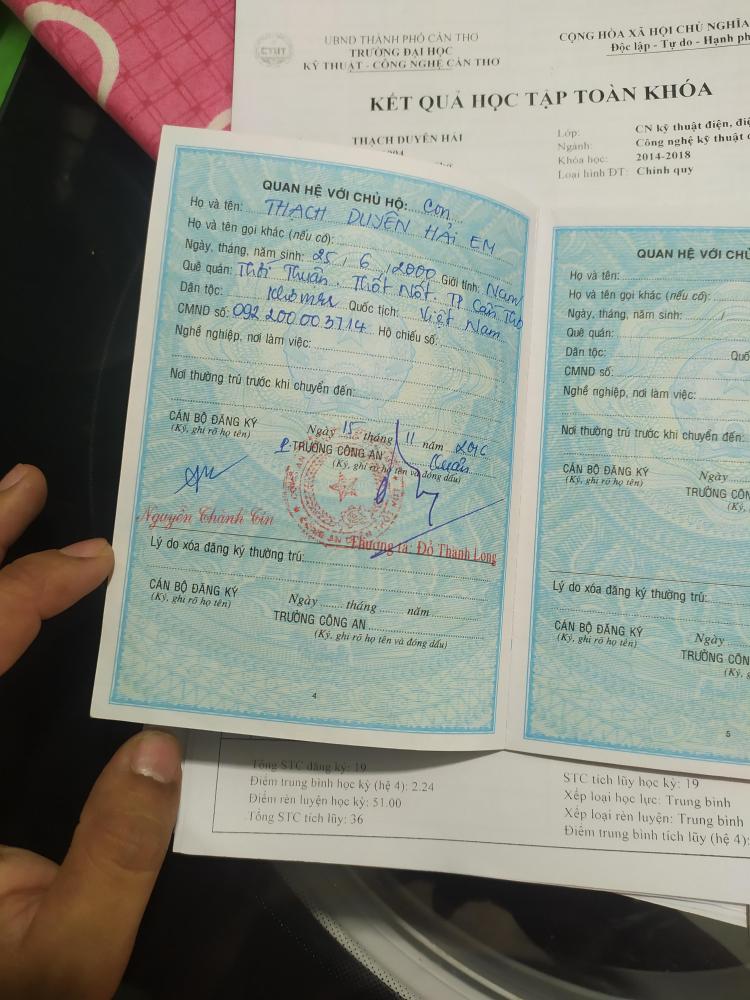 UBND THÀNH PHỐ CẦN THƠ
TRƯỜNG ĐẠI HỌC
KỸ THUẬT - CÔNG NGHỆ CẦN THƠ
CỘNG HÒA XÃ HỘI CHỦ NGHĨA
Độc lập - Tự do - Hạnh ph
KẾT QUẢ HỌC TẬP TOÀN KHÓA
THẠCH DUYÊN HẢI
Lớp: CN kỹ thuật điện, điệ
Ngành: Công nghệ kỹ thuật
Khóa học: 2014-2018
Loại hình ĐT: Chính quy
QUAN HỆ VỚI CHỦ HỘ: Con
Họ và tên: THẠCH DUYÊN HẢI EM
Họ và tên gọi khác (nếu có):
Ngày, tháng, năm sinh: 25 / 6 / 2000 Giới tính: Nam
Quê quán: Thới Thuận, Thốt Nốt, Tp Cần Thơ
Dân tộc: Khơmer Quốc tịch: Việt Nam
CMND số: 092 200 003714 Hộ chiếu số:
Nghề nghiệp, nơi làm việc:
Nơi thường trú trước khi chuyển đến:
Ngày 15 tháng 11 năm 2016
CÁN BỘ ĐĂNG KÝ
(Ký, ghi rõ họ tên)
TRƯỞNG CÔNG AN Quận
(Ký, ghi rõ họ tên và đóng dấu)
Nguyễn Chánh Tín
Thượng tá: Đỗ Thành Long
Lý do xóa đăng ký thường trú:
Ngày ...... tháng ...... năm
CÁN BỘ ĐĂNG KÝ
(Ký, ghi rõ họ tên)
TRƯỞNG CÔNG AN
(Ký, ghi rõ họ tên và đóng dấu)
4
QUAN HỆ VỚI CHỦ
Họ và tên:
Họ và tên gọi khác (nếu có):
Ngày, tháng, năm sinh: /
Quê quán:
Dân tộc: Quố
CMND số:
Nghề nghiệp, nơi làm việc:
Nơi thường trú trước khi chuyển đến:
Ngày
CÁN BỘ ĐĂNG KÝ
(Ký, ghi rõ họ tên)
TRƯỞNG CÔN
Lý do xóa đăng ký thường trú:
Ngày
CÁN BỘ ĐĂNG KÝ
(Ký, ghi rõ họ tên)
TRƯỞNG CÔN
5
Tổng STC đăng ký: 19
Điểm trung bình học kỳ (hệ 4): 2.24
Điểm rèn luyện học kỳ: 51.00
Tổng STC tích lũy: 36
STC tích lũy học kỳ: 19
Xếp loại học lực: Trung bình
Xếp loại rèn luyện: Trung bình
Điểm trung bình tích lũy (hệ 4):